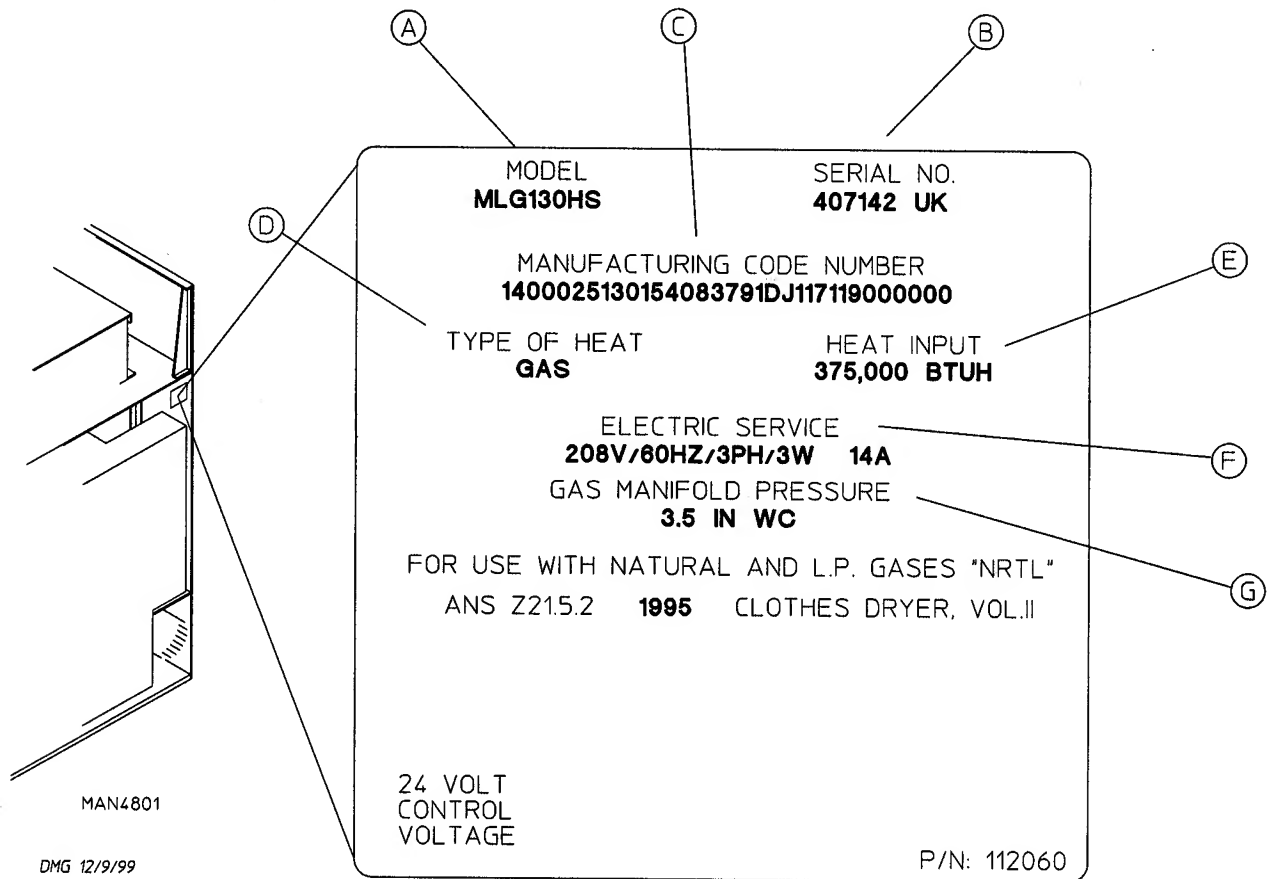 A
C
B
MODEL SERIAL NO.
MLG130HS 407142 UK
D
MANUFACTURING CODE NUMBER
E
140002513015408379​1DJ117119000000
TYPE OF HEAT HEAT INPUT
GAS 375,000 BTUH
ELECTRIC SERVICE
208V/60HZ/3PH/3W 14A
F
GAS MANIFOLD PRESSURE
3.5 IN WC
FOR USE WITH NATURAL AND L.P. GASES "NRTL"
G
ANS Z21.5.2 1995 CLOTHES DRYER, VOL.II
24 VOLT
CONTROL
VOLTAGE
MAN4801
P/N: 112060
DMG 12/9/99